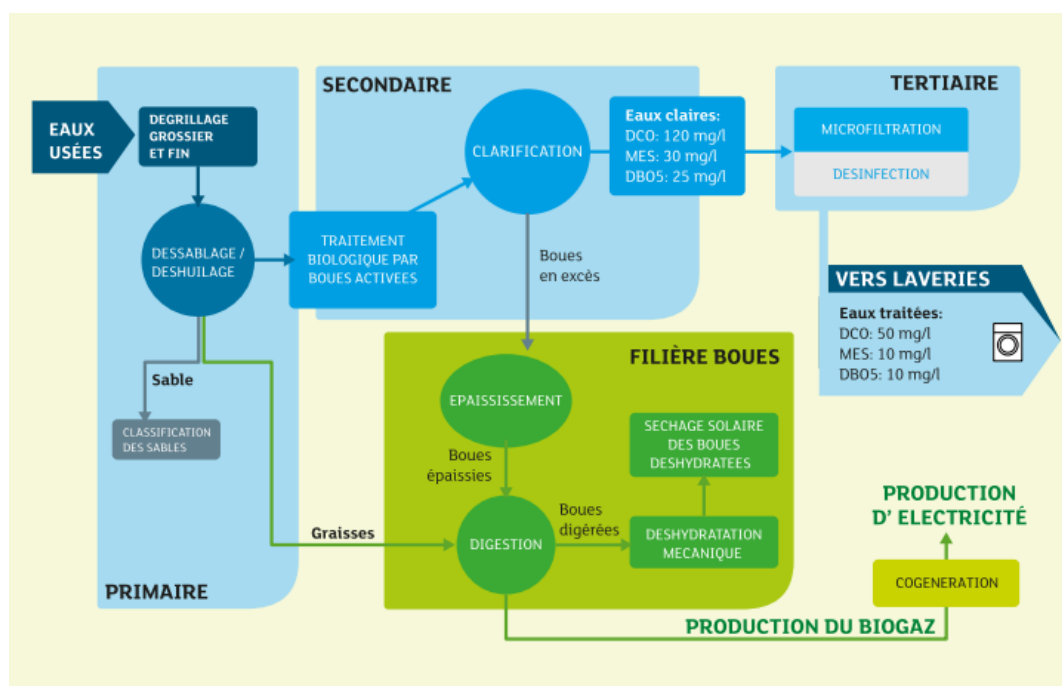 EAUX
USÉES
DEGRILLAGE
GROSSIER
ET FIN
DESSABLAGE /
DESHUILAGE
Sable
CLASSIFICATION
DES SABLES
PRIMAIRE
SECONDAIRE
TRAITEMENT
BIOLOGIQUE PAR
BOUES ACTIVEES
CLARIFICATION
Eaux claires:
DCO: 120 mg/l
MES: 30 mg/l
DBO5: 25 mg/l
Boues
en excès
TERTIAIRE
MICROFILTRATION
DESINFECTION
VERS LAVERIES
Eaux traitées:
DCO: 50 mg/l
MES: 10 mg/l
DBO5: 10 mg/l
FILIÈRE BOUES
EPAISSISSEMENT
Boues
épaissies
Graisses
DIGESTION
Boues
digérées
DESHYDRATATION
MECANIQUE
SECHAGE SOLAIRE
DES BOUES
DESHYDRATEES
PRODUCTION DU BIOGAZ
COGENERATION
PRODUCTION
D' ELECTRICITÉ